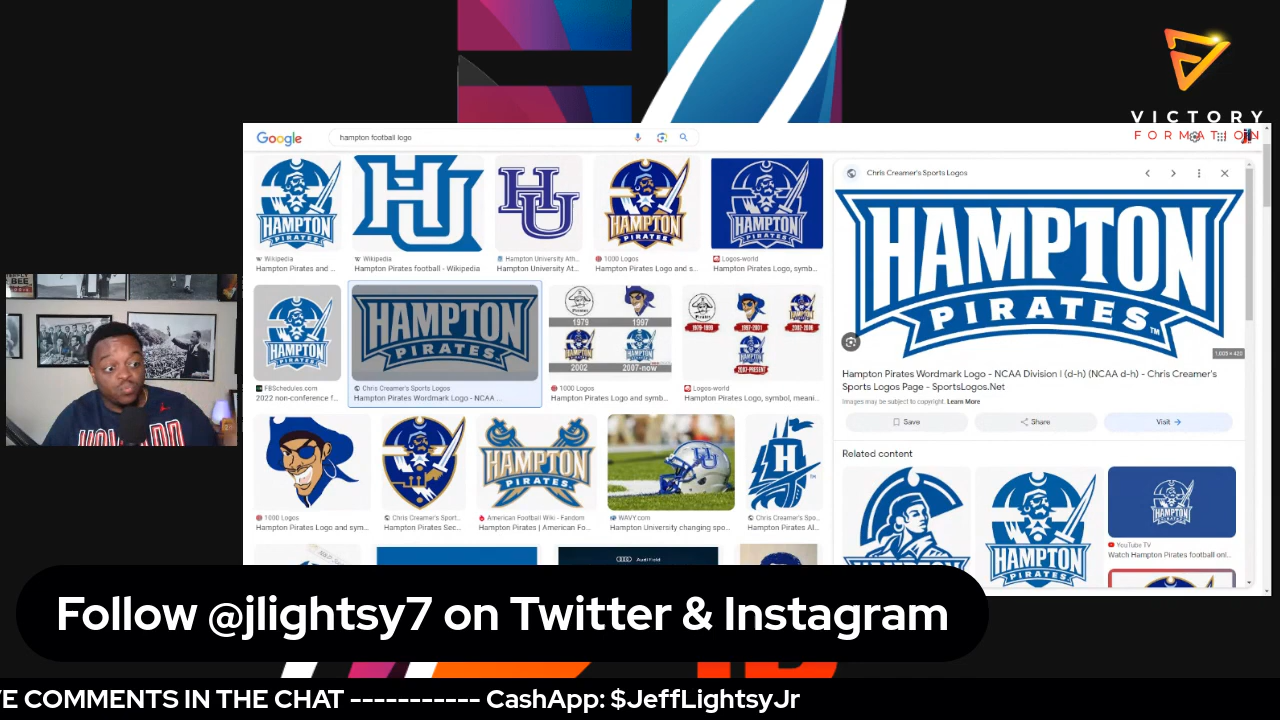 VICTORY
FORMATION
Google
hampton football logo
Chris Creamer's Sports Logos
HAMPTON
PIRATES
HU
HU
HAMPTON
PIRATES
HAMPTON
PIRATES
HAMPTON
PIRATES™
Wikipedia
Hampton Pirates and ...
Wikipedia
Hampton Pirates football - Wikipedia
Hampton University Ath...
Hampton University At...
1000 Logos
Hampton Pirates Logo and s...
Logos-world
Hampton Pirates Logo, symb...
HAMPTON
PIRATES
HAMPTON
PIRATES
1979
1997
2002
2007-now
1,009 × 420
FBSchedules.com
2022 non-conference f...
Chris Creamer's Sports Logos
Hampton Pirates Wordmark Logo - NCAA ...
1000 Logos
Hampton Pirates Logo and symb...
Logos-world
Hampton Pirates Logo, symbol, meani...
Hampton Pirates Wordmark Logo - NCAA Division I (d-h) (NCAA d-h) - Chris Creamer's
Sports Logos Page - SportsLogos.Net
Images may be subject to copyright. Learn More
Save
Share
Visit
HAMPTON
PIRATES
H
HOWARD
Related content
1000 Logos
Hampton Pirates Logo and sym...
Chris Creamer's Sport...
Hampton Pirates Sec...
American Football Wiki - Fandom
Hampton Pirates | American Fo...
WAVY.com
Hampton University changing spo...
Chris Creamer's Spo...
Hampton Pirates Al...
HAMPTON
HAMPTON
YouTube TV
Watch Hampton Pirates football onl...
Audi Field
Follow @jlightsy7 on Twitter & Instagram
VE COMMENTS IN THE CHAT ----------- CashApp: $JeffLightsyJr